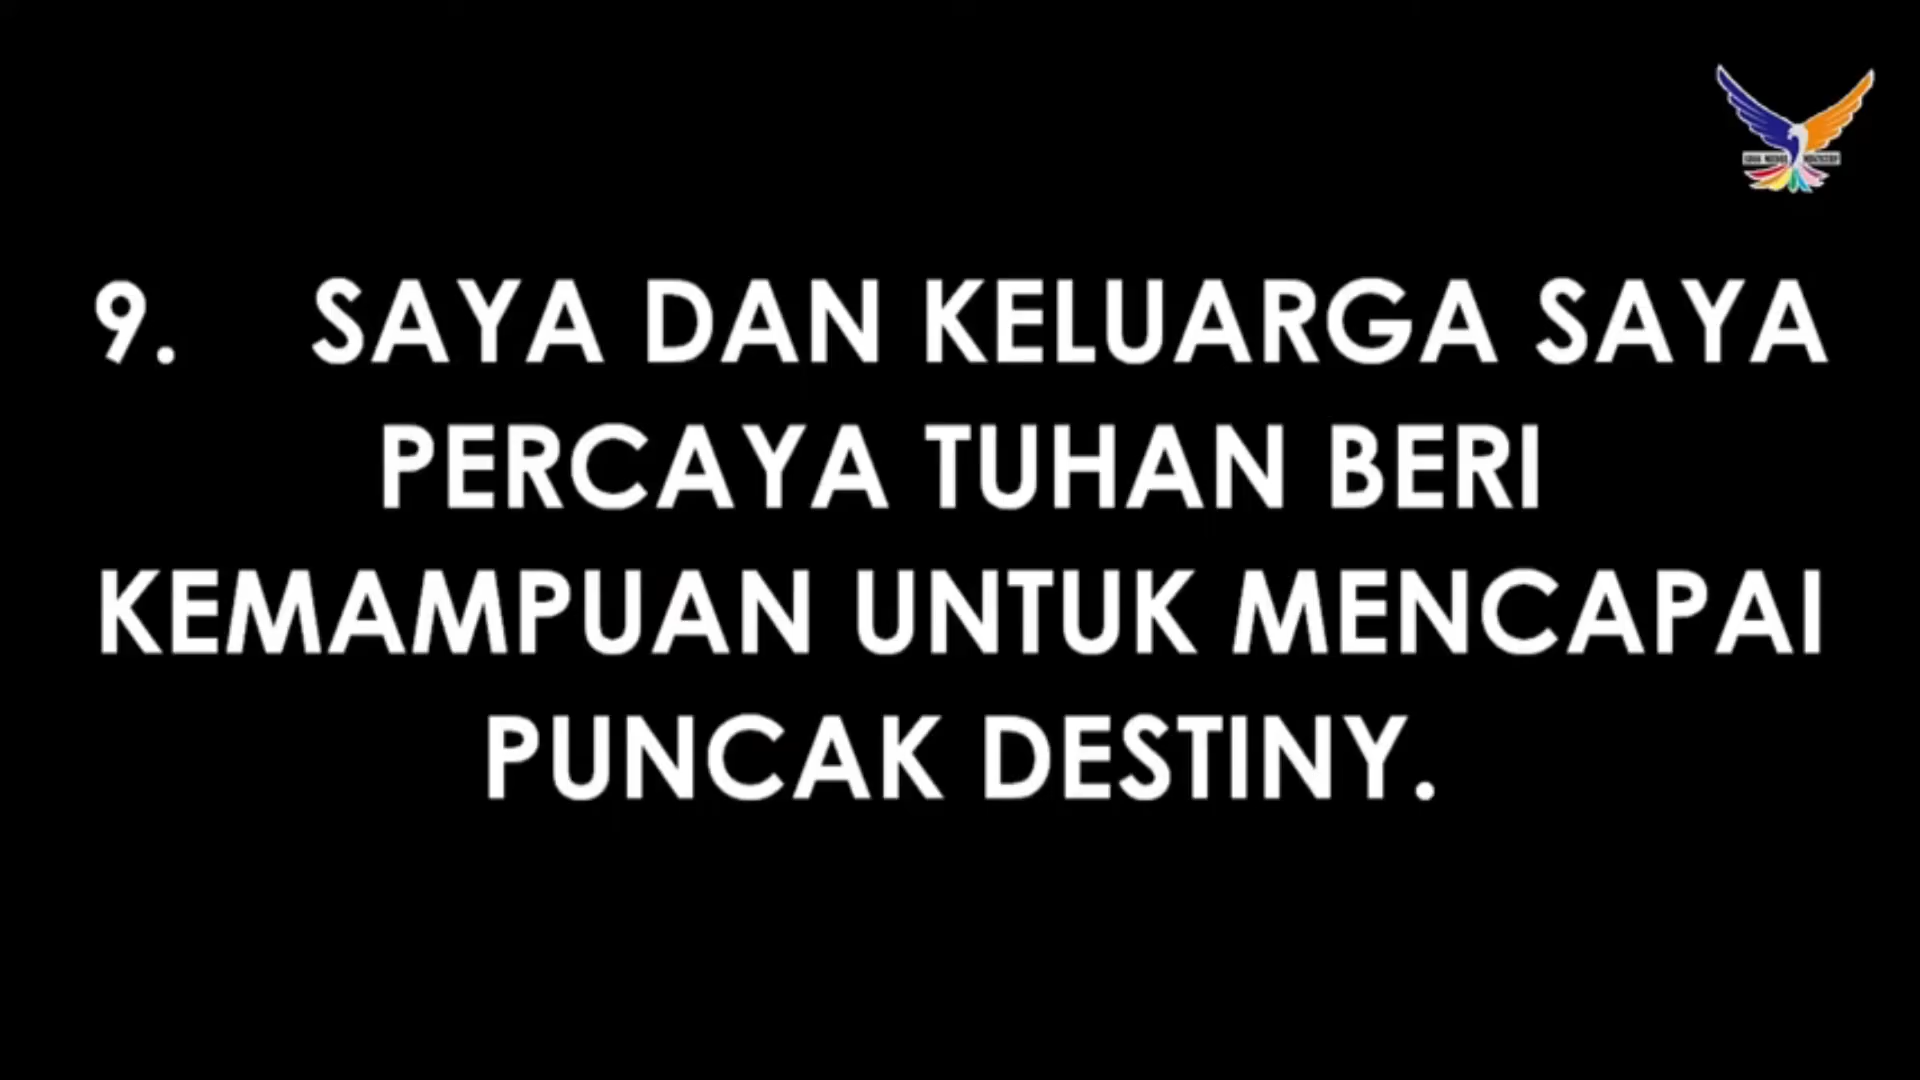 9. SAYA DAN KELUARGA SAYA
PERCAYA TUHAN BERI
KEMAMPUAN UNTUK MENCAPAI
PUNCAK DESTINY.